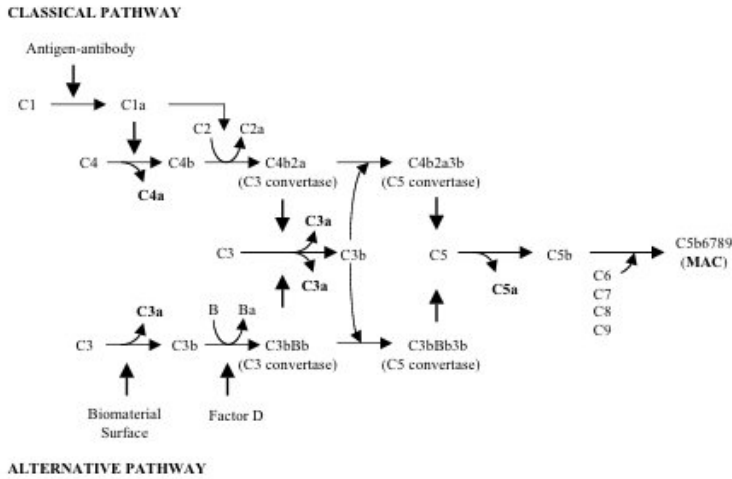 CLASSICAL PATHWAY
Antigen-antibody
C1
C1a
C2
C2a
C4
C4b
C4b2a
C4b2a3b
(C3 convertase)
(C5 convertase)
C4a
C3a
C3
C3b
C5
C5b
C5b6789
(MAC)
C3a
C5a
C6
C7
C8
C9
C3a
B
Ba
C3
C3b
C3bBb
C3bBb3b
(C3 convertase)
(C5 convertase)
Biomaterial
Surface
Factor D
ALTERNATIVE PATHWAY